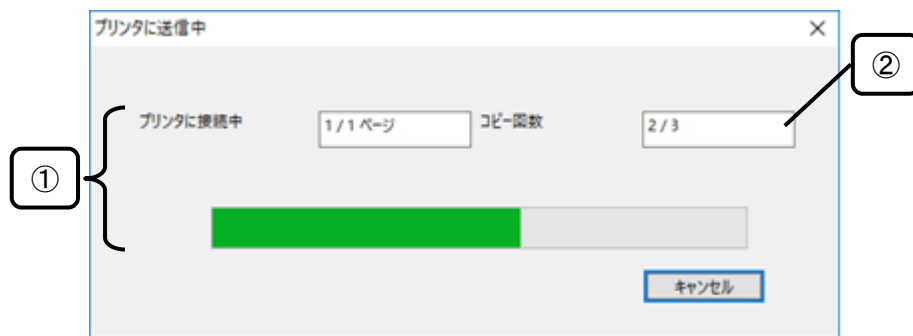 プリンタに送信中
②
プリンタに接続中 1 / 1 ページ コピー回数 2 / 3
①
キャンセル